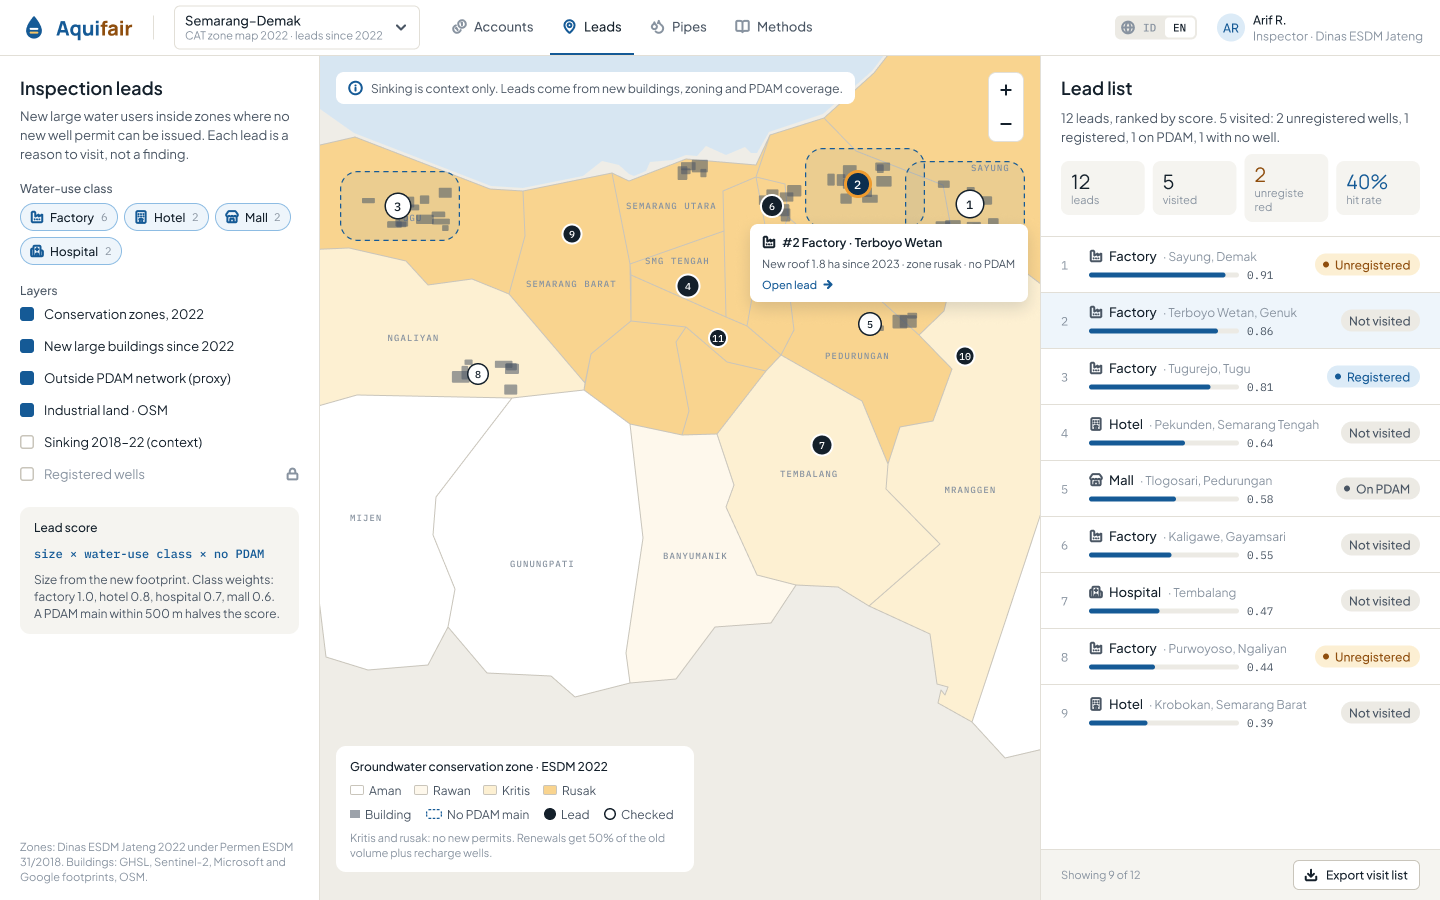 Aquifair
Semarang–Demak
CAT zone map 2022 · leads since 2022
Accounts
Leads
Pipes
Methods
ID
EN
AR
Arif R.
Inspector · Dinas ESDM Jateng
Inspection leads
New large water users inside zones where no
new well permit can be issued. Each lead is a
reason to visit, not a finding.
Water-use class
Factory 6
Hotel 2
Mall 2
Hospital 2
Layers
Conservation zones, 2022
New large buildings since 2022
Outside PDAM network (proxy)
Industrial land · OSM
Sinking 2018–22 (context)
Registered wells
Lead score
size × water-use class × no PDAM
Size from the new footprint. Class weights:
factory 1.0, hotel 0.8, hospital 0.7, mall 0.6.
A PDAM main within 500 m halves the score.
Zones: Dinas ESDM Jateng 2022 under Permen ESDM
31/2018. Buildings: GHSL, Sentinel-2, Microsoft and
Google footprints, OSM.
Sinking is context only. Leads come from new buildings, zoning and PDAM coverage.
+
−
SAYUNG
2
3
6
1
SEMARANG UTARA
9
#2 Factory · Terboyo Wetan
New roof 1.8 ha since 2023 · zone rusak · no PDAM
Open lead →
SMG TENGAH
SEMARANG BARAT
4
5
NGALIYAN
11
PEDURUNGAN
10
8
7
TEMBALANG
MRANGGEN
MIJEN
BANYUMANIK
GUNUNGPATI
Groundwater conservation zone · ESDM 2022
Aman
Rawan
Kritis
Rusak
Building
No PDAM main
Lead
Checked
Kritis and rusak: no new permits. Renewals get 50% of the old
volume plus recharge wells.
Lead list
12 leads, ranked by score. 5 visited: 2 unregistered wells, 1
registered, 1 on PDAM, 1 with no well.
12
leads
5
visited
2
unregiste
red
40%
hit rate
1 Factory · Sayung, Demak
0.91
Unregistered
2 Factory · Terboyo Wetan, Genuk
0.86
Not visited
3 Factory · Tugurejo, Tugu
0.81
Registered
4 Hotel · Pekunden, Semarang Tengah
0.64
Not visited
5 Mall · Tlogosari, Pedurungan
0.58
On PDAM
6 Factory · Kaligawe, Gayamsari
0.55
Not visited
7 Hospital · Tembalang
0.47
Not visited
8 Factory · Purwoyoso, Ngaliyan
0.44
Unregistered
9 Hotel · Krobokan, Semarang Barat
0.39
Not visited
Showing 9 of 12
Export visit list